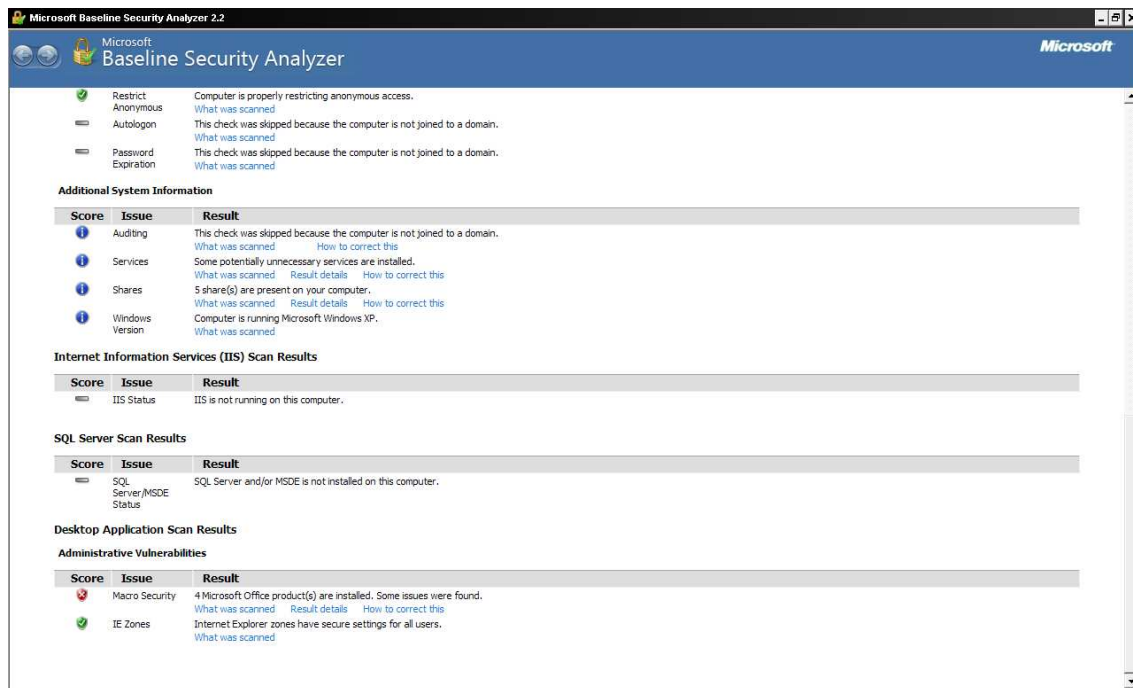 Microsoft Baseline Security Analyzer 2.2
Microsoft
Baseline Security Analyzer
Microsoft
Restrict Anonymous Computer is properly restricting anonymous access.
What was scanned
Autologon This check was skipped because the computer is not joined to a domain.
What was scanned
Password Expiration This check was skipped because the computer is not joined to a domain.
What was scanned
Additional System Information
Score Issue Result
Auditing This check was skipped because the computer is not joined to a domain.
What was scanned How to correct this
Services Some potentially unnecessary services are installed.
What was scanned Result details How to correct this
Shares 5 share(s) are present on your computer.
What was scanned Result details How to correct this
Windows Version Computer is running Microsoft Windows XP.
What was scanned
Internet Information Services (IIS) Scan Results
Score Issue Result
IIS Status IIS is not running on this computer.
SQL Server Scan Results
Score Issue Result
SQL Server/MSDE Status SQL Server and/or MSDE is not installed on this computer.
Desktop Application Scan Results
Administrative Vulnerabilities
Score Issue Result
Macro Security 4 Microsoft Office product(s) are installed. Some issues were found.
What was scanned Result details How to correct this
IE Zones Internet Explorer zones have secure settings for all users.
What was scanned